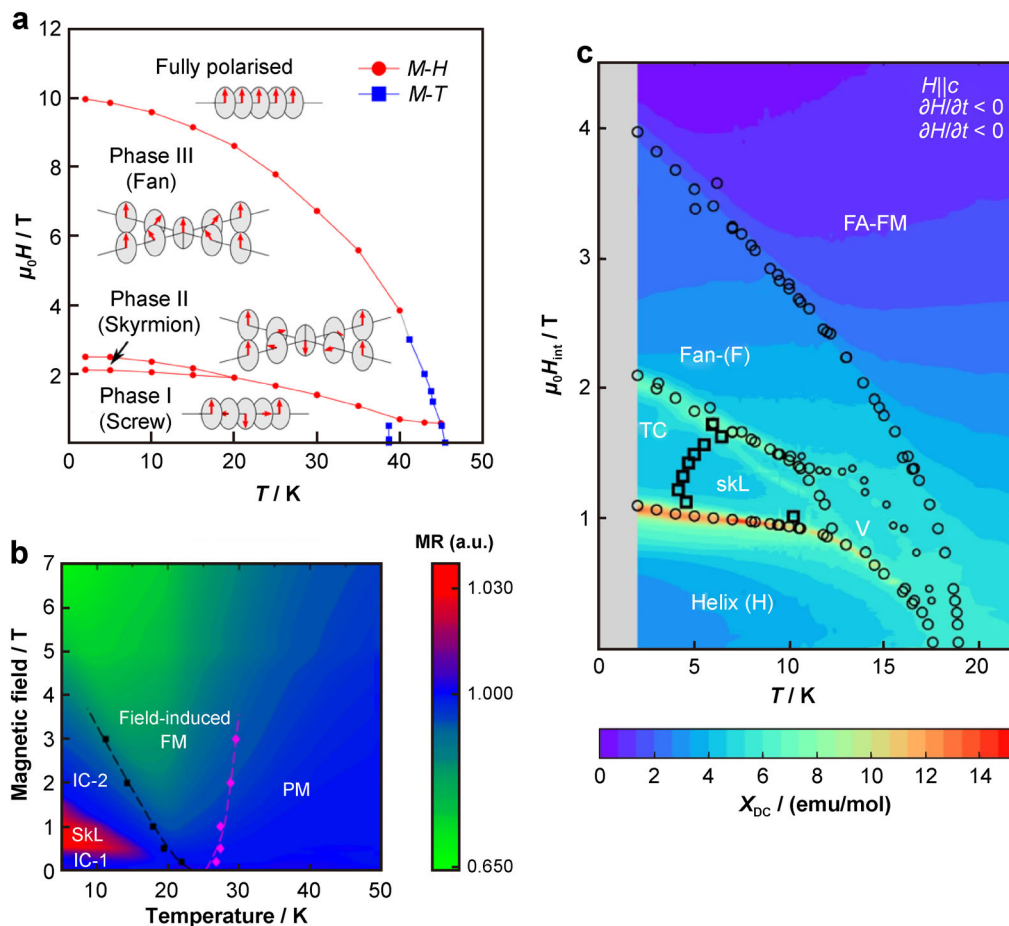 a
12
10
8
6
4
2
0
10
20
30
40
50
μ₀H / T
T / K
Fully polarised
M-H
M-T
Phase III
(Fan)
Phase II
(Skyrmion)
Phase I
(Screw)
b
MR (a.u.)
7
6
5
4
3
2
1
0
10
20
30
40
50
Magnetic field / T
Temperature / K
Field-induced
FM
IC-2
PM
SkL
IC-1
1.030
1.000
0.650
c
H||c
∂H/∂t < 0
∂H/∂t < 0
4
3
2
1
0
0
5
10
15
20
μ₀Hint / T
T / K
FA-FM
Fan-(F)
TC
skL
V
Helix (H)
0 2 4 6 8 10 12 14
XDC / (emu/mol)